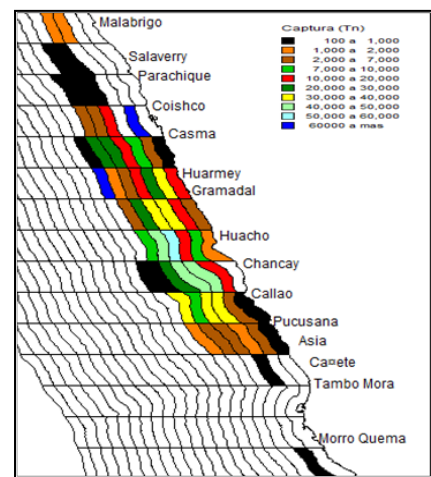 Malabrigo
Salaverry
Parachique
Coishco
Casma
Huarmey
Gramadal
Huacho
Chancay
Callao
Pucusana
Asia
Ca¤ete
Tambo Mora
Morro Quema
Captura (Tn)
100 a 1,000
1,000 a 2,000
2,000 a 7,000
7,000 a 10,000
10,000 a 20,000
20,000 a 30,000
30,000 a 40,000
40,000 a 50,000
50,000 a 60,000
60000 a mas